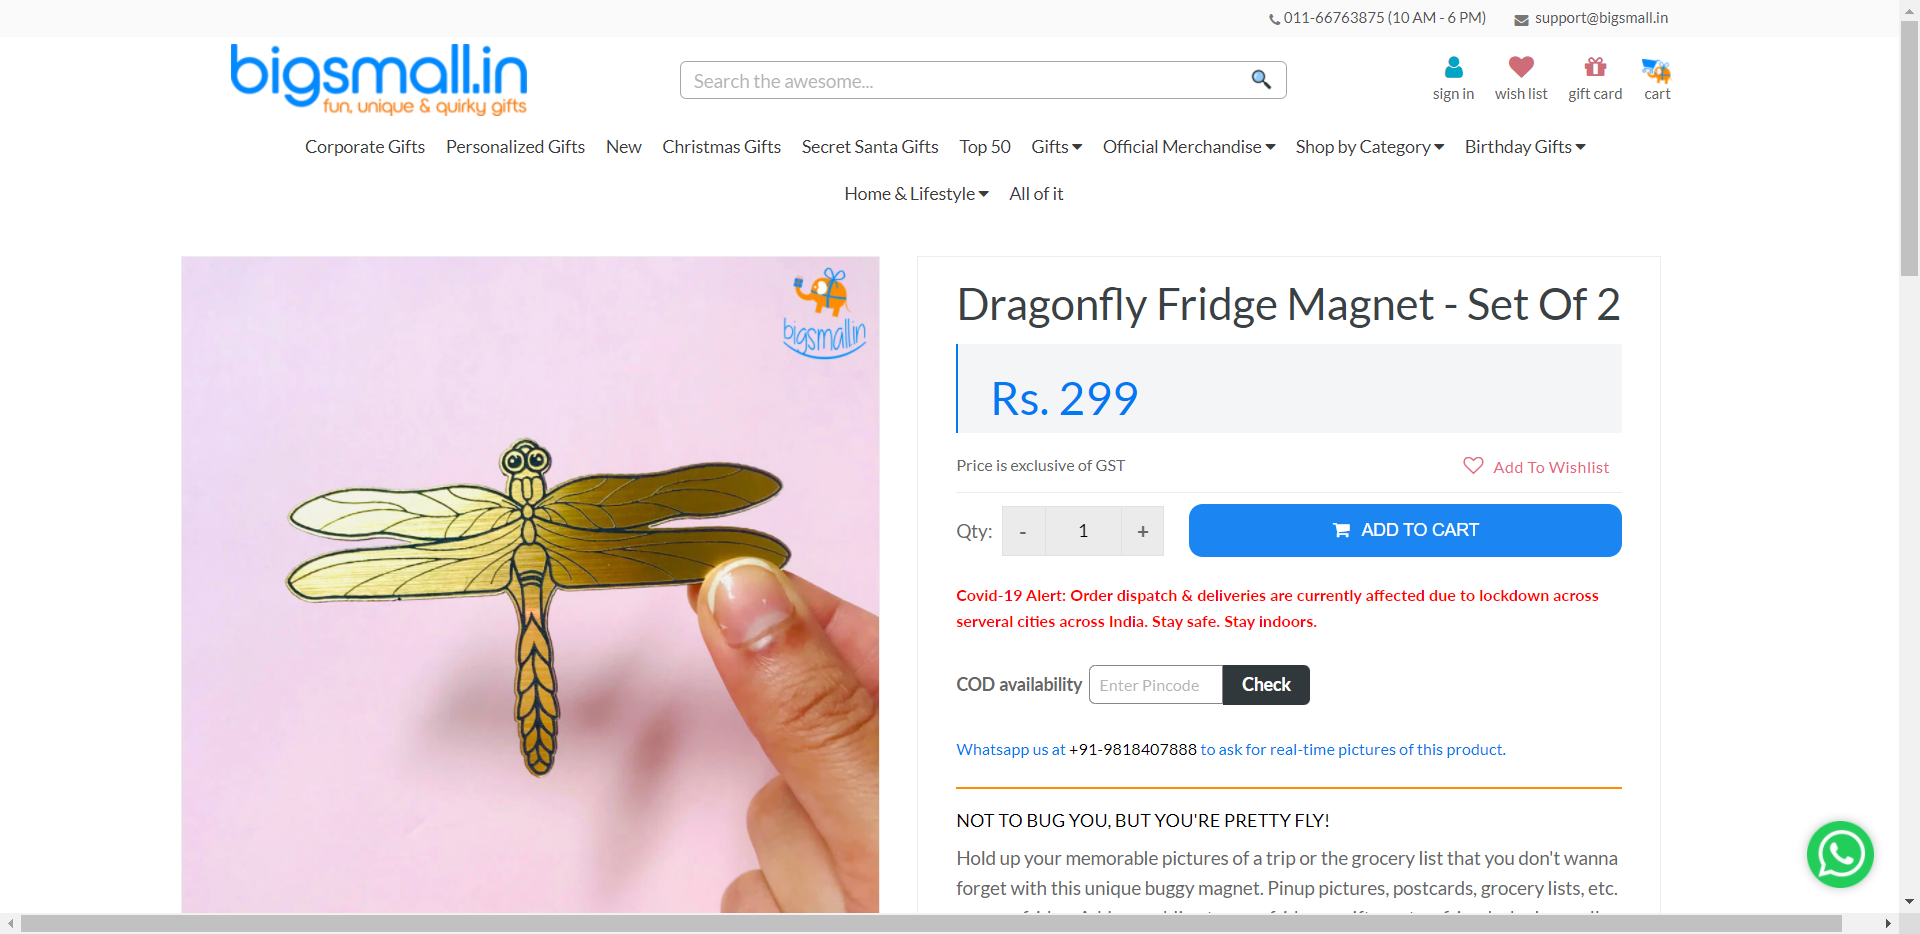 011-66763875 (10 AM - 6 PM) support@bigsmall.in
bigsmall.in
fun, unique & quirky gifts
Search the awesome...
sign in wish list gift card cart
Corporate Gifts Personalized Gifts New Christmas Gifts Secret Santa Gifts Top 50 Gifts Official Merchandise Shop by Category Birthday Gifts
Home & Lifestyle All of it
bigsmall.in
Dragonfly Fridge Magnet - Set Of 2
Rs. 299
Price is exclusive of GST Add To Wishlist
Qty: - 1 + ADD TO CART
Covid-19 Alert: Order dispatch & deliveries are currently affected due to lockdown across
serveral cities across India. Stay safe. Stay indoors.
COD availability Enter Pincode Check
Whatsapp us at +91-9818407888 to ask for real-time pictures of this product.
NOT TO BUG YOU, BUT YOU'RE PRETTY FLY!
Hold up your memorable pictures of a trip or the grocery list that you don't wanna
forget with this unique buggy magnet. Pinup pictures, postcards, grocery lists, etc.